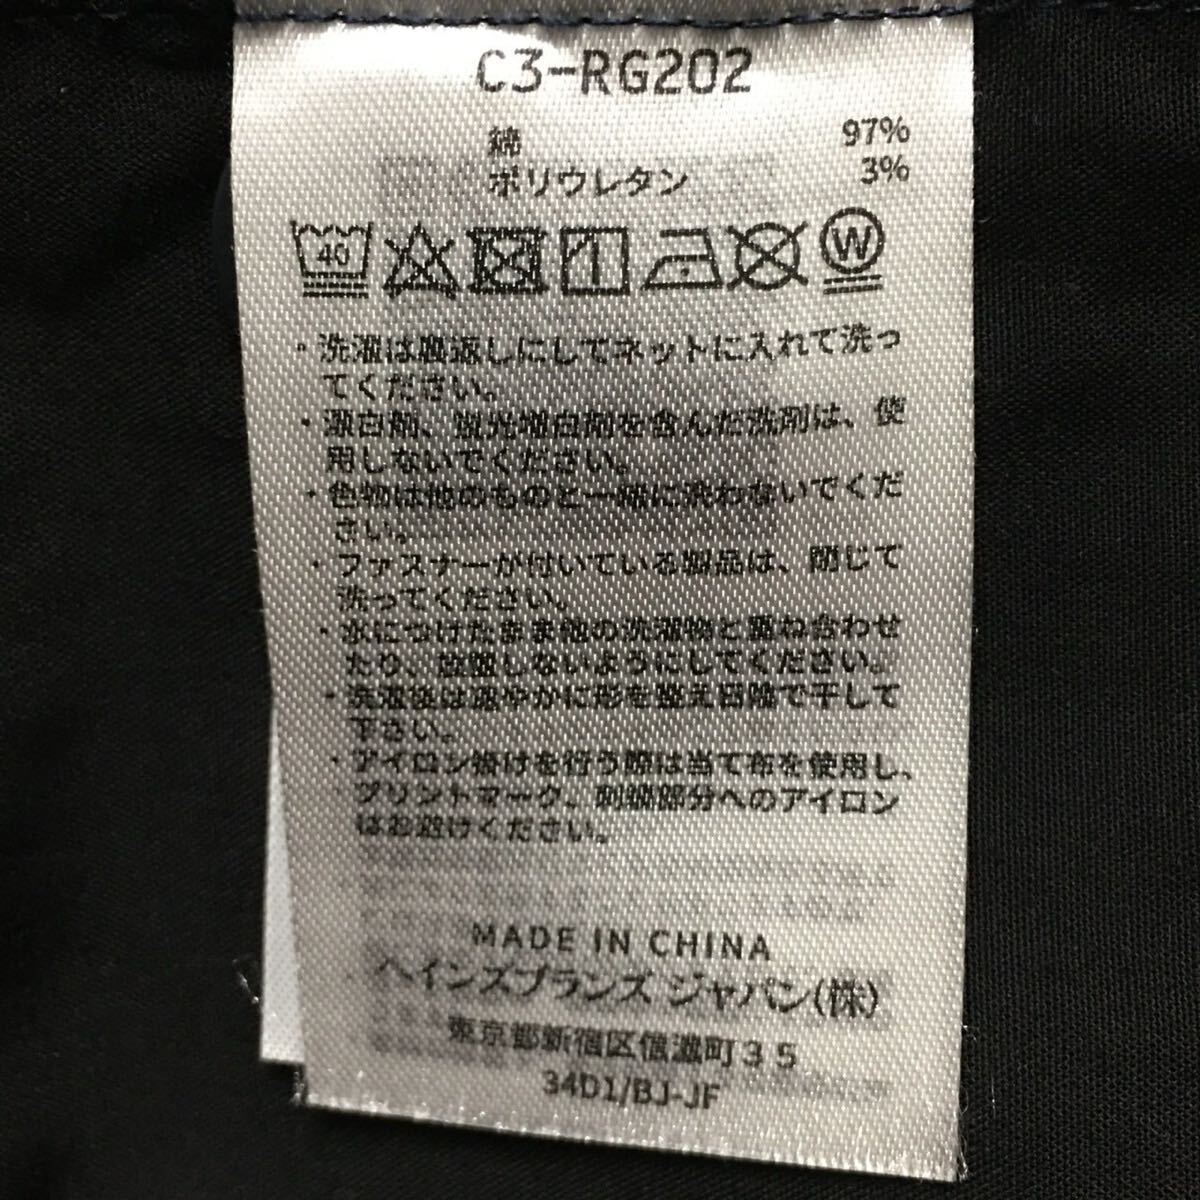 C3-RG202
綿 97%
ポリウレタン 3%
40
W
・洗濯は裏返しにしてネットに入れて洗っ
てください。
・漂白剤、蛍光増白剤を含んだ洗剤は、使
用しないでください。
・色物は他のものと一緒に洗わないでくだ
さい。
・ファスナーが付いている製品は、閉じて
洗ってください。
・水につけたまま他の洗濯物と重ね合わせ
たり、放置しないようにしてください。
・洗濯後は速やかに形を整え日陰で干して
下さい。
・アイロン掛けを行う際は当て布を使用し、
プリントマーク、刺繍部分へのアイロン
はお避けください。
MADE IN CHINA
ヘインズブランズ ジャパン(株)
東京都新宿区信濃町35
34D1/BJ-JF